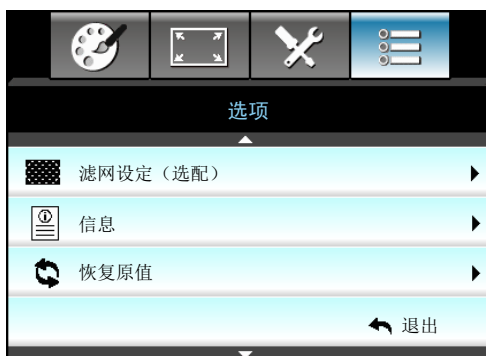 选项
滤网设定（选配）
信息
恢复原值
退出